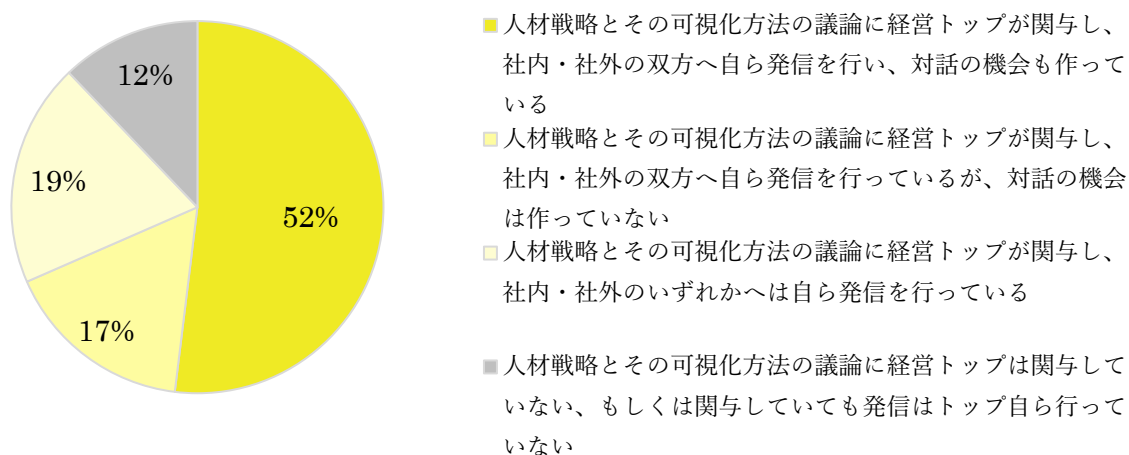 12%
19%
52%
17%
人材戦略とその可視化方法の議論に経営トップが関与し、
社内・社外の双方へ自ら発信を行い、対話の機会も作って
いる
人材戦略とその可視化方法の議論に経営トップが関与し、
社内・社外の双方へ自ら発信を行っているが、対話の機会
は作っていない
人材戦略とその可視化方法の議論に経営トップが関与し、
社内・社外のいずれかへは自ら発信を行っている
人材戦略とその可視化方法の議論に経営トップは関与して
いない、もしくは関与していても発信はトップ自ら行って
いない